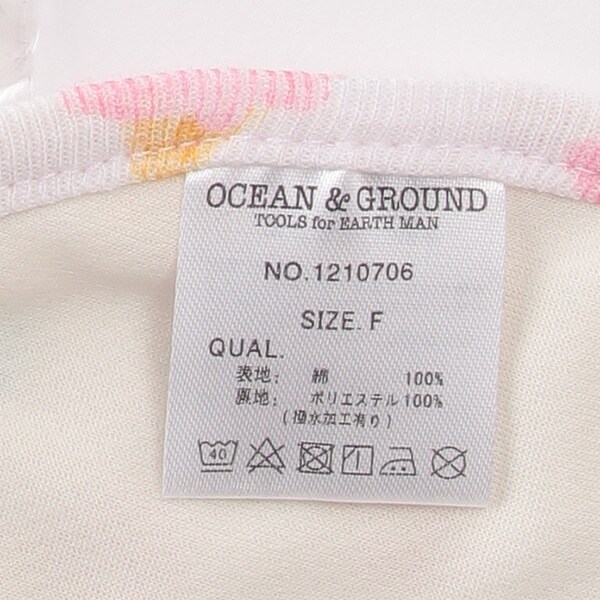 OCEAN & GROUND
TOOLS for EARTH MAN
NO.1210706
SIZE. F
QUAL.
表地: 綿 100%
裏地: ポリエステル100%
(撥水加工有り)
40